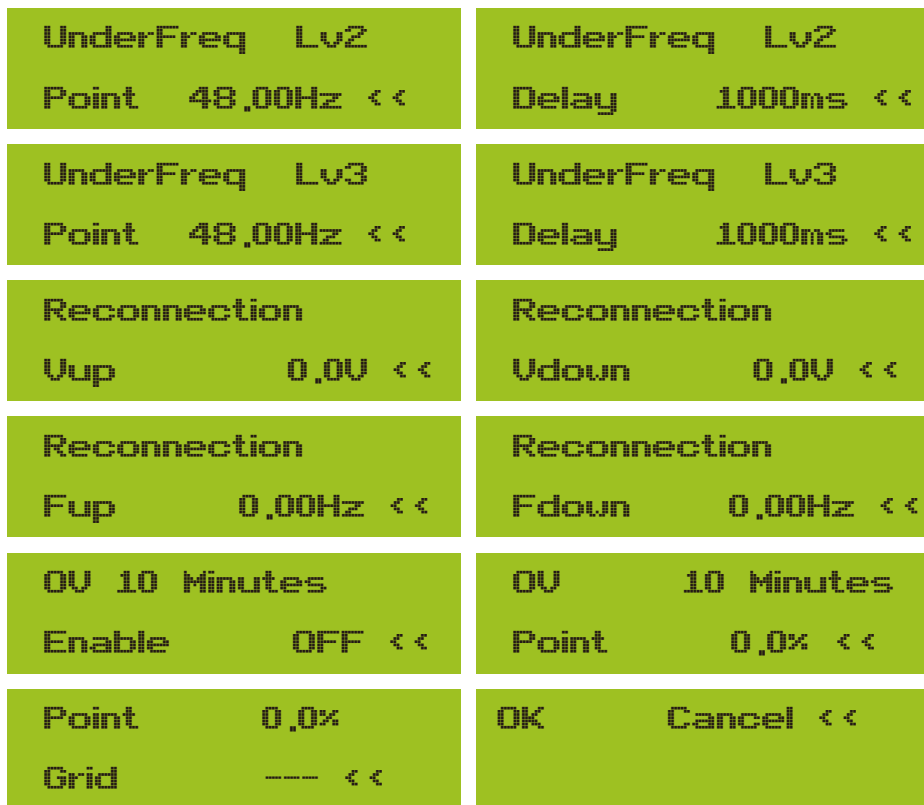 UnderFreq Lv2
Point 48.00Hz <<
UnderFreq Lv2
Delay 1000ms <<
UnderFreq Lv3
Point 48.00Hz <<
UnderFreq Lv3
Delay 1000ms <<
Reconnection
Vup 0.0V <<
Reconnection
Vdown 0.0V <<
Reconnection
Fup 0.00Hz <<
Reconnection
Fdown 0.00Hz <<
OV 10 Minutes
Enable OFF <<
OV 10 Minutes
Point 0.0% <<
Point 0.0%
Grid --- <<
OK Cancel <<